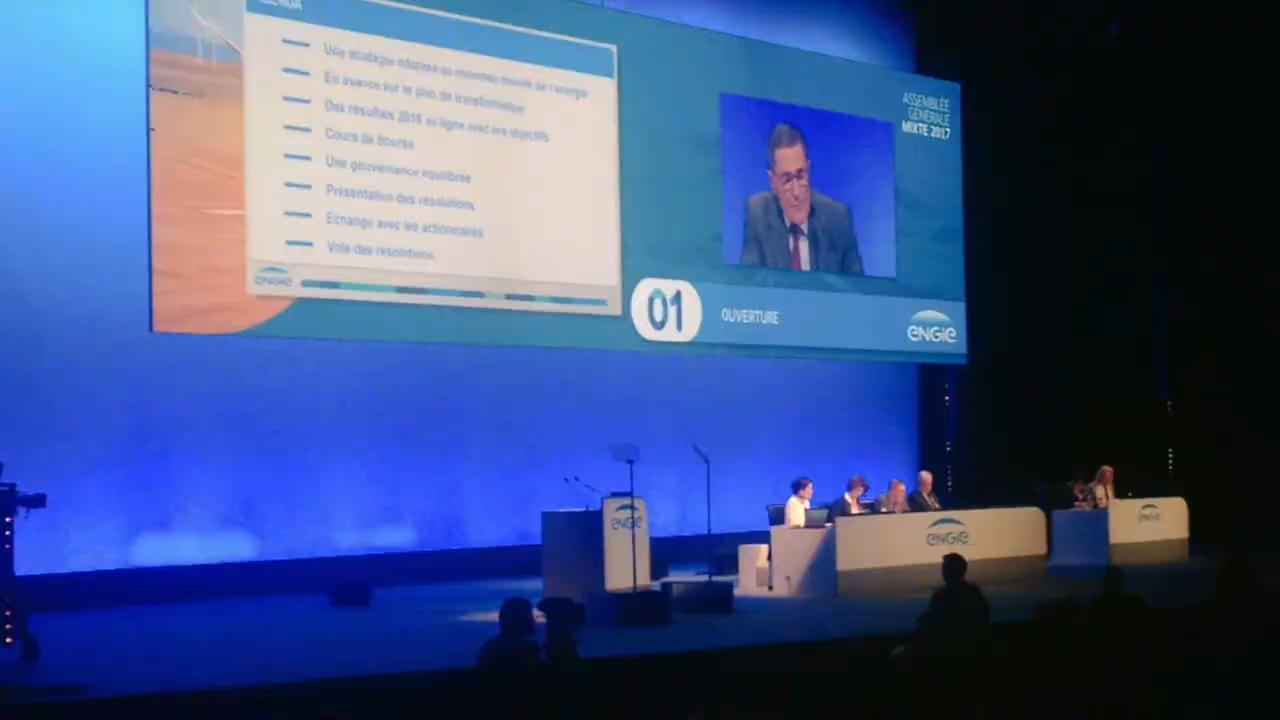 Une stratégie adaptée au nouveau monde de l'énergie
En avance sur le plan de transformation
Des résultats 2016 en ligne avec les objectifs
Cours de bourse
Une gouvernance équilibrée
Présentation des résolutions
Echange avec les actionnaires
Vote des résolutions
ENGIE
ASSEMBLÉE
GÉNÉRALE
MIXTE 2017
01
OUVERTURE
ENGIE
ENGIE
ENGIE
ENGIE